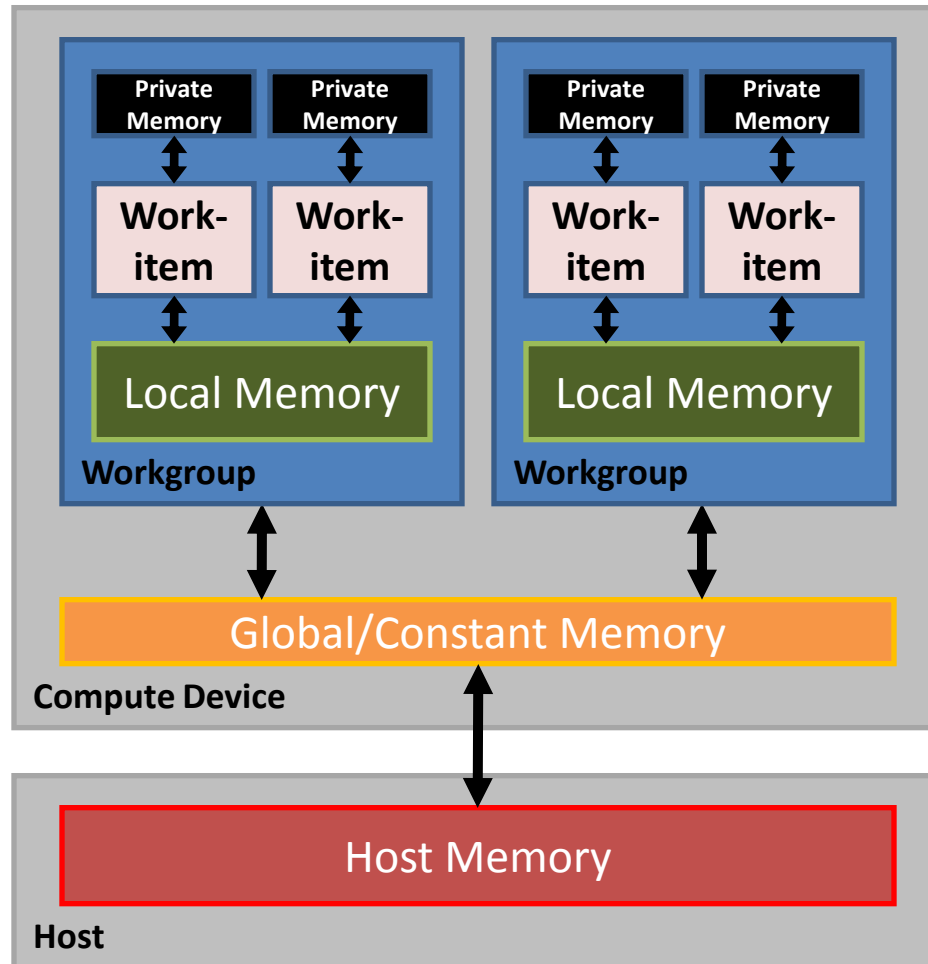 Private
Memory
Private
Memory
Private
Memory
Private
Memory
Work-
item
Work-
item
Work-
item
Work-
item
Local Memory
Local Memory
Workgroup
Workgroup
Global/Constant Memory
Compute Device
Host Memory
Host